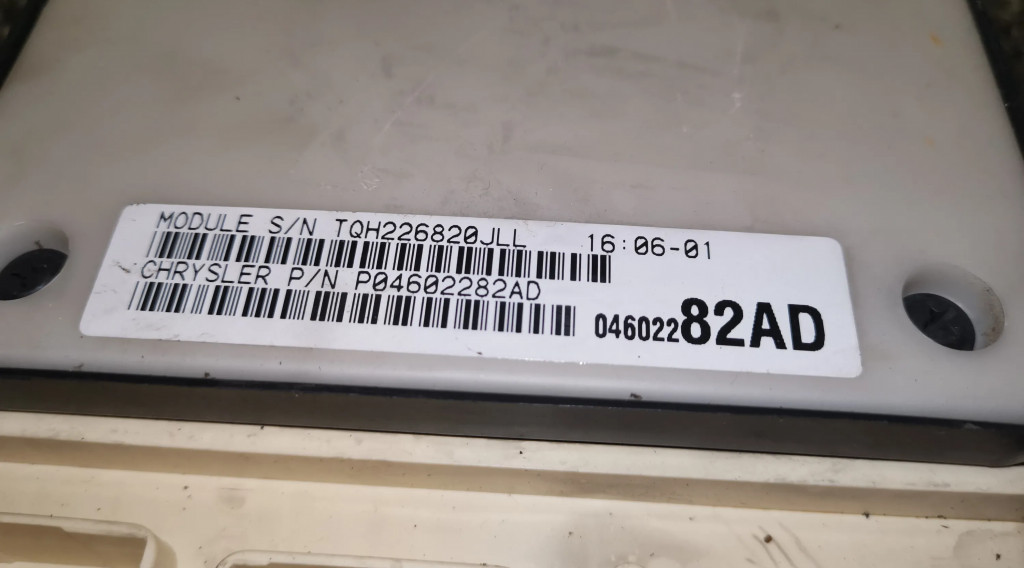 MODULE S/N TQH226820JLL 16:06-01
CHRYSLER P/N P04602282AD
04602282AD